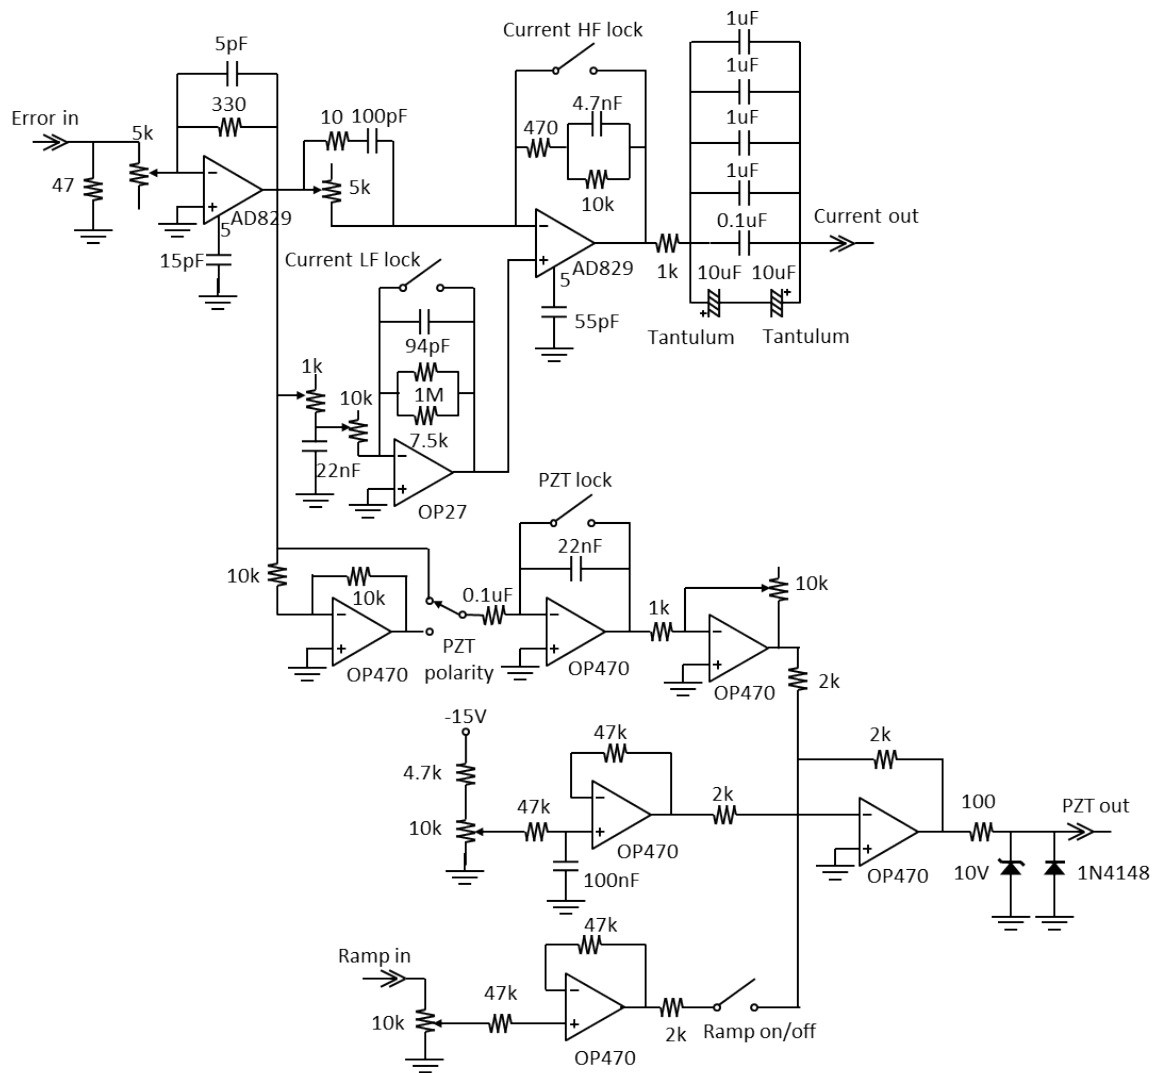 Current HF lock
1uF
5pF
1uF
330
10
100pF
4.7nF
Error in
5k
470
1uF
47
5k
1uF
10k
−
+
AD829
5
0.1uF
Current out
15pF
Current LF lock
−
+
AD829
5
1k
10uF
10uF
94pF
55pF
Tantulum
Tantulum
1k
10k
1M
7.5k
22nF
−
+
OP27
PZT lock
22nF
10k
10k
0.1uF
1k
10k
−
+
OP470
PZT
polarity
−
+
OP470
−
+
OP470
2k
-15V
47k
2k
4.7k
47k
2k
100
PZT out
10k
−
+
OP470
−
+
OP470
10V
1N4148
100nF
47k
Ramp in
47k
−
+
10k
2k
Ramp on/off
OP470